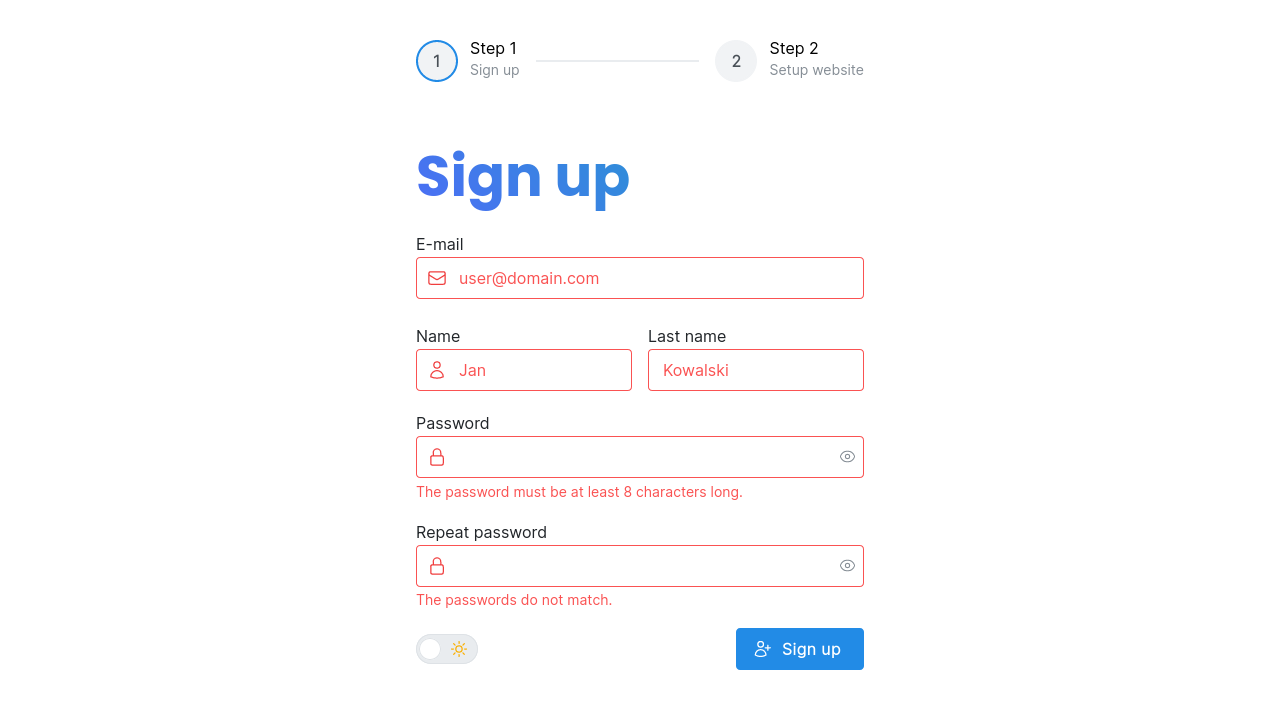 1
Step 1
Sign up
2
Step 2
Setup website
Sign up
E-mail
user@domain.com
Name
Last name
Jan
Kowalski
Password
The password must be at least 8 characters long.
Repeat password
The passwords do not match.
Sign up